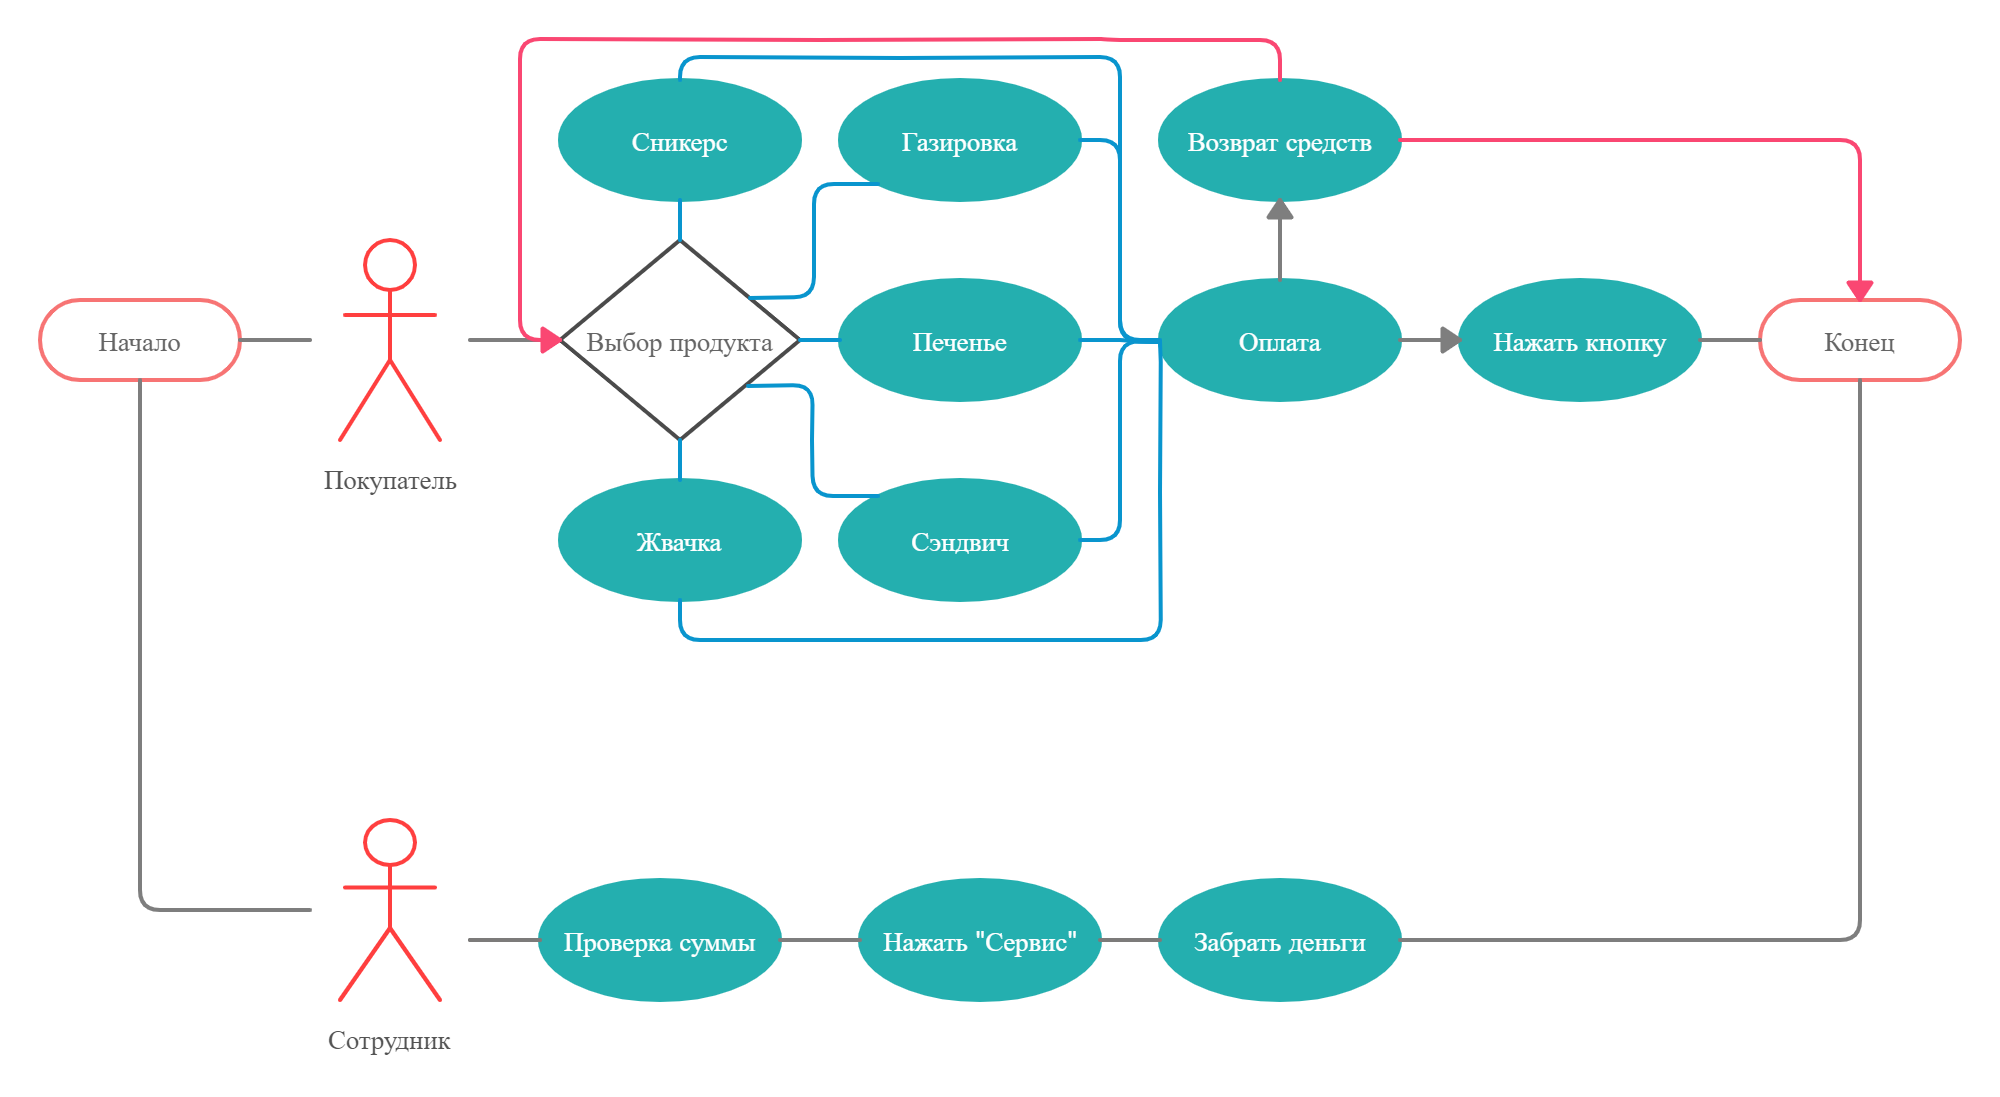 Сникерс
Газировка
Возврат средств
Начало
Выбор продукта
Печенье
Оплата
Нажать кнопку
Конец
Покупатель
Жвачка
Сэндвич
Проверка суммы
Нажать "Сервис"
Забрать деньги
Сотрудник